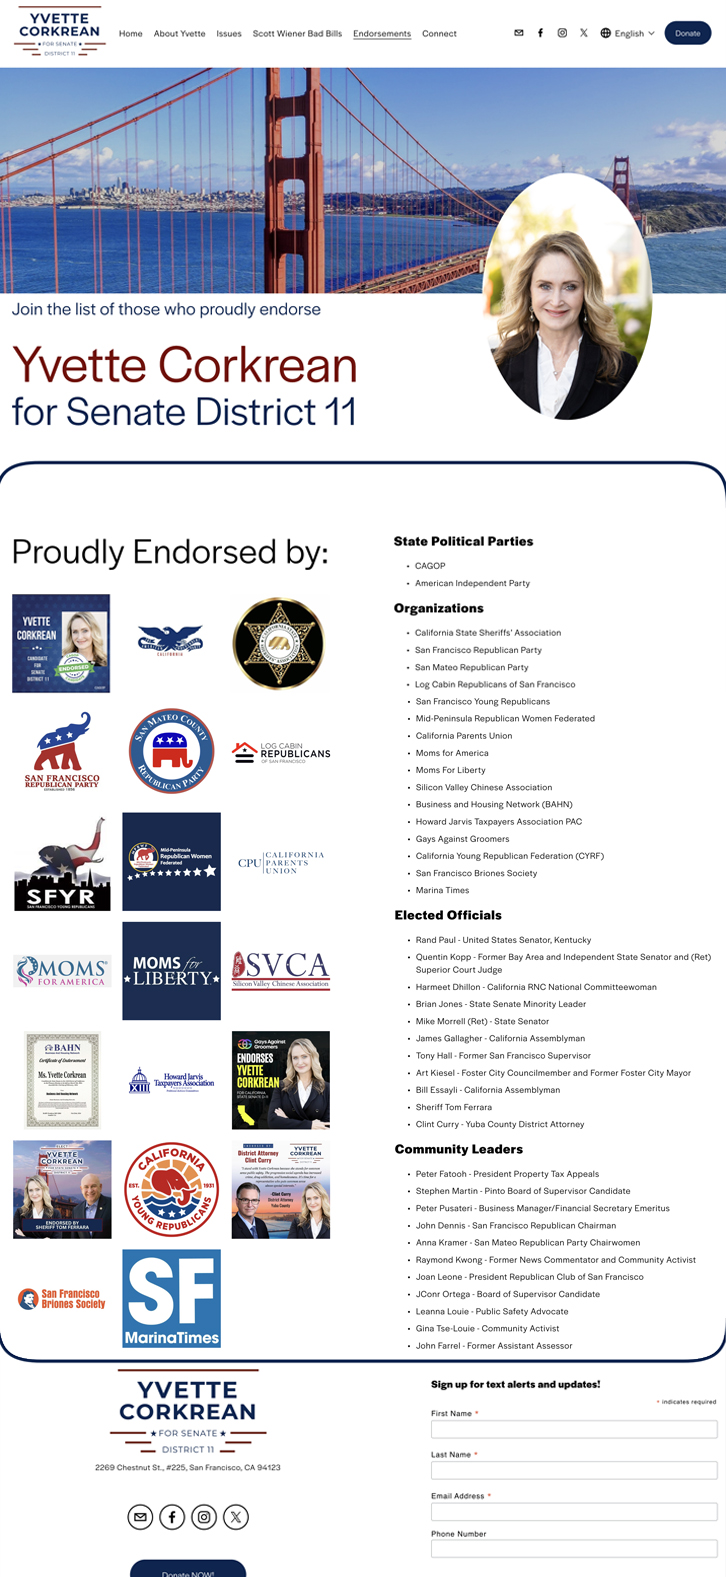 YVETTE
CORKREAN
FOR SENATE
DISTRICT 11
Home
About Yvette
Issues
Scott Wiener Bad Bills
Endorsements
Connect
English
Donate
Join the list of those who proudly endorse
Yvette Corkrean
for Senate District 11
Proudly Endorsed by:
YVETTE
CORKREAN
CANDIDATE
FOR
SENATE
DISTRICT 11
ENDORSED
CALIFORNIA
SAN FRANCISCO
REPUBLICAN PARTY
SAN MATEO COUNTY
REPUBLICAN PARTY
LOG CABIN
REPUBLICANS
OF SAN FRANCISCO
SFYR
SAN FRANCISCO YOUNG REPUBLICANS
Mid-Peninsula
Republican Women
Federated
CPU
CALIFORNIA
PARENTS
UNION
MOMS
FOR AMERICA
MOMS for
LIBERTY
SVCA
Silicon Valley Chinese Association
BAHN
Certificate of Endorsement
Ms. Yvette Corkrean
XIII
Howard Jarvis
Taxpayers Association
Gays Against
Groomers
ENDORSES
YVETTE
CORKREAN
FOR CALIFORNIA
STATE SENATE D-11
YVETTE
CORKREAN
ENDORSED BY
SHERIFF TOM FERRARA
CALIFORNIA
EST. 1931
YOUNG REPUBLICANS
District Attorney
Clint Curry
YVETTE
CORKREAN
-Clint Curry
District Attorney
Yuba County
San Francisco
Briones Society
SF
MarinaTimes
State Political Parties
• CAGOP
• American Independent Party
Organizations
• California State Sheriffs' Association
• San Francisco Republican Party
• San Mateo Republican Party
• Log Cabin Republicans of San Francisco
• San Francisco Young Republicans
• Mid-Peninsula Republican Women Federated
• California Parents Union
• Moms for America
• Moms For Liberty
• Silicon Valley Chinese Association
• Business and Housing Network (BAHN)
• Howard Jarvis Taxpayers Association PAC
• Gays Against Groomers
• California Young Republican Federation (CYRF)
• San Francisco Briones Society
• Marina Times
Elected Officials
• Rand Paul - United States Senator, Kentucky
• Quentin Kopp - Former Bay Area and Independent State Senator and (Ret)
Superior Court Judge
• Harmeet Dhillon - California RNC National Committeewoman
• Brian Jones - State Senate Minority Leader
• Mike Morrell (Ret) - State Senator
• James Gallagher - California Assemblyman
• Tony Hall - Former San Francisco Supervisor
• Art Kiesel - Foster City Councilmember and Former Foster City Mayor
• Bill Essayli - California Assemblyman
• Sheriff Tom Ferrara
• Clint Curry - Yuba County District Attorney
Community Leaders
• Peter Fatooh - President Property Tax Appeals
• Stephen Martin - Pinto Board of Supervisor Candidate
• Peter Pusateri - Business Manager/Financial Secretary Emeritus
• John Dennis - San Francisco Republican Chairman
• Anna Kramer - San Mateo Republican Party Chairwomen
• Raymond Kwong - Former News Commentator and Community Activist
• Joan Leone - President Republican Club of San Francisco
• JConr Ortega - Board of Supervisor Candidate
• Leanna Louie - Public Safety Advocate
• Gina Tse-Louie - Community Activist
• John Farrel - Former Assistant Assessor
YVETTE
CORKREAN
FOR SENATE
DISTRICT 11
2269 Chestnut St., #225, San Francisco, CA 94123
Donate NOW!
Sign up for text alerts and updates!
* indicates required
First Name *
Last Name *
Email Address *
Phone Number